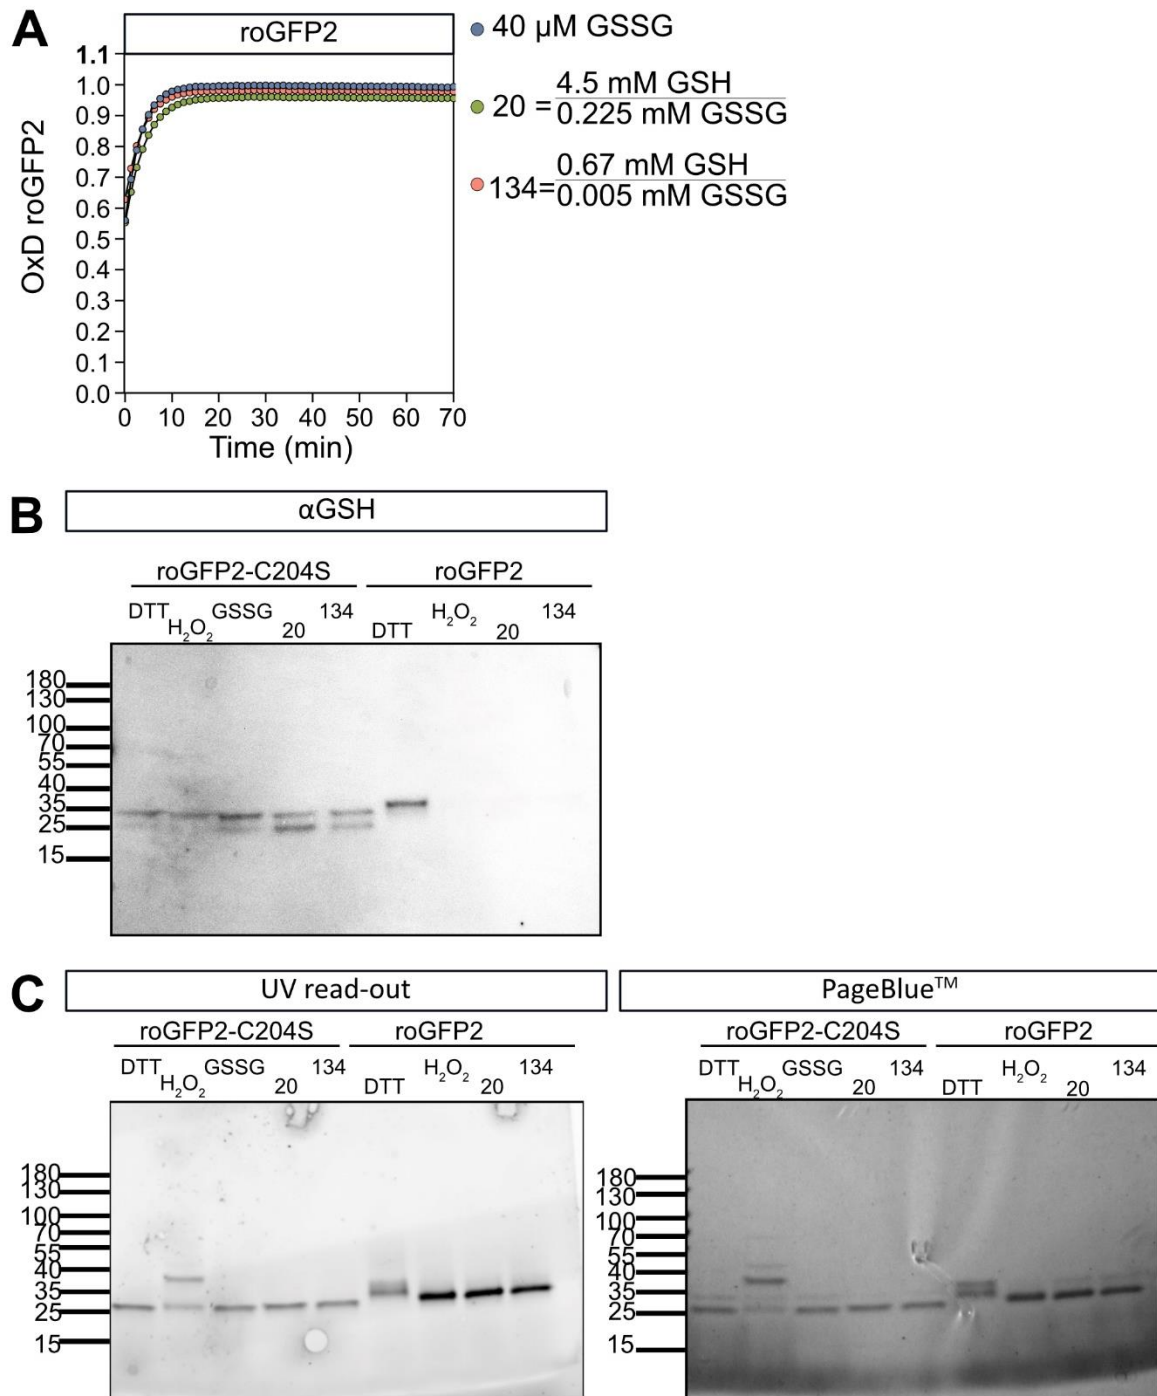 A
roGFP2
1.1
1.0
0.9
0.8
0.7
0.6
0.5
0.4
0.3
0.2
0.1
0.0
OxD roGFP2
0 10 20 30 40 50 60 70
Time (min)
40 µM GSSG
20 = 4.5 mM GSH
0.225 mM GSSG
134= 0.67 mM GSH
0.005 mM GSSG
B
αGSH
roGFP2-C204S roGFP2
DTT H₂O₂ GSSG 20 134 DTT H₂O₂ 20 134
180
130
100
70
55
40
35
25
15
C
UV read-out
roGFP2-C204S roGFP2
DTT H₂O₂ GSSG 20 134 DTT H₂O₂ 20 134
180
130
100
70
55
40
35
25
15
PageBlue™
roGFP2-C204S roGFP2
DTT H₂O₂ GSSG 20 134 DTT H₂O₂ 20 134
180
130
100
70
55
40
35
25
15